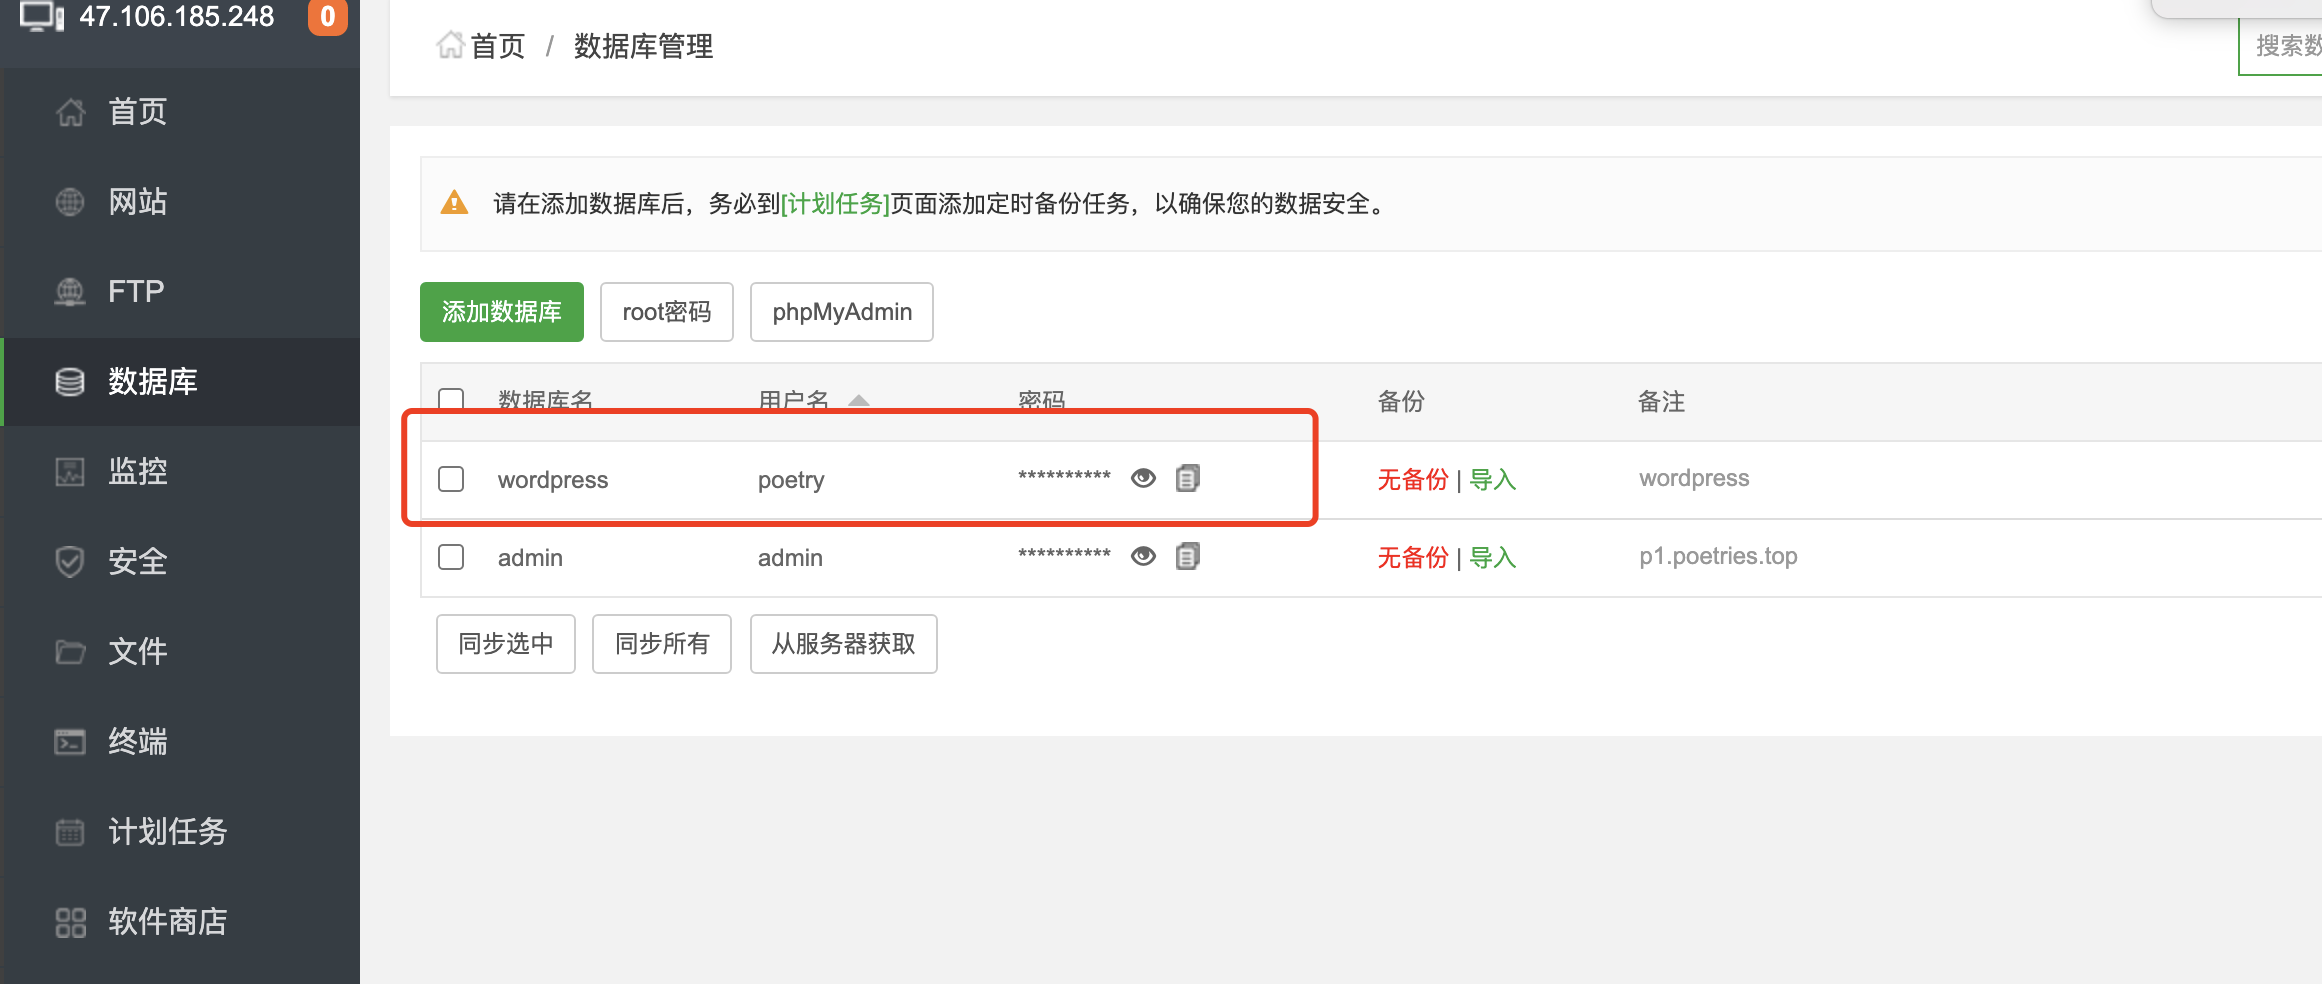 47.106.185.248 0
首页
网站
FTP
数据库
监控
安全
文件
终端
计划任务
软件商店
首页 / 数据库管理
搜索数
请在添加数据库后，务必到[计划任务]页面添加定时备份任务，以确保您的数据安全。
添加数据库 root密码 phpMyAdmin
数据库名 用户名 密码 备份 备注
wordpress poetry ********** 无备份 | 导入 wordpress
admin admin ********** 无备份 | 导入 p1.poetries.top
同步选中 同步所有 从服务器获取